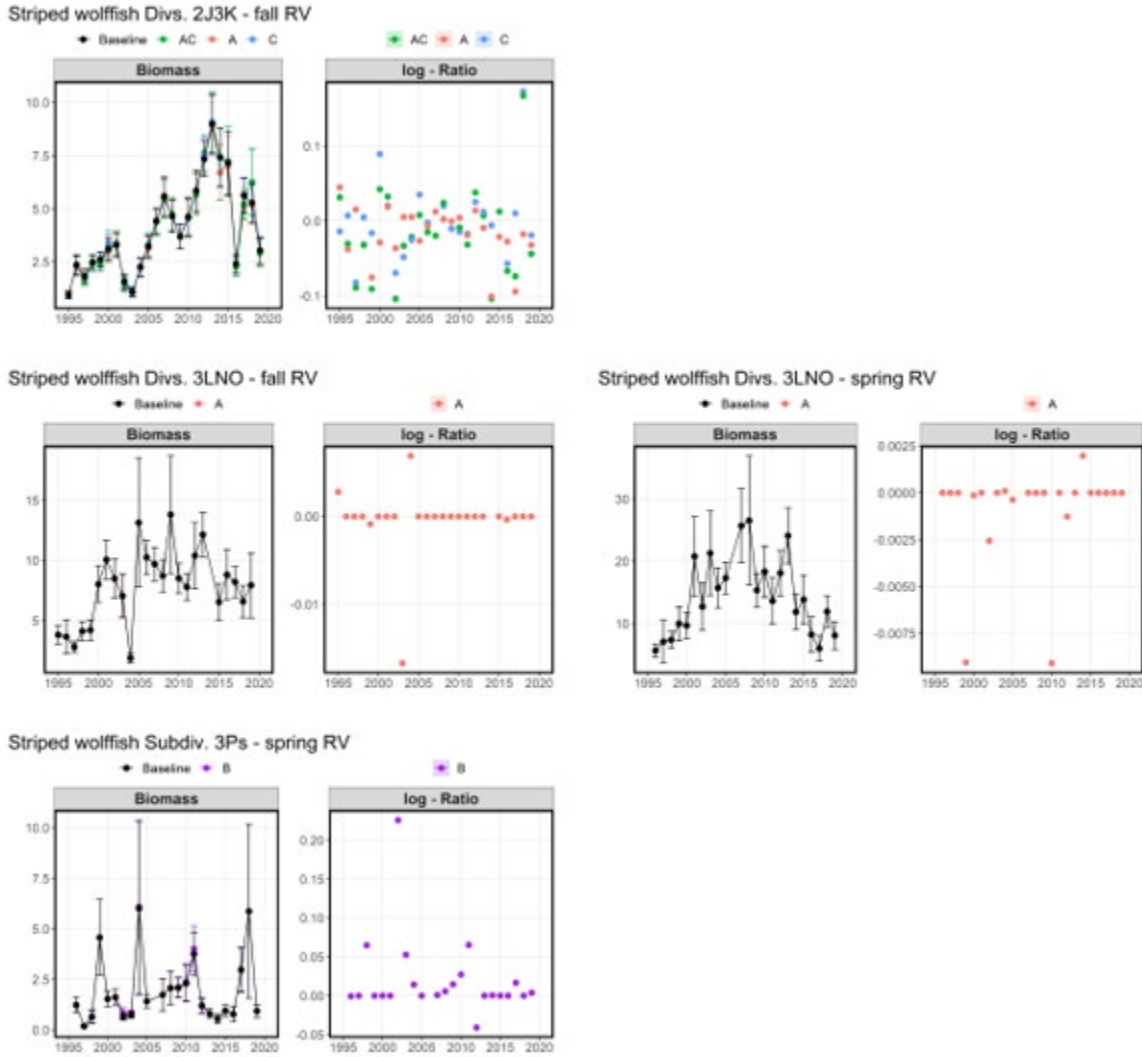 Striped wolffish Divs. 2J3K - fall RV
Baseline AC A C
AC A C
Biomass
log - Ratio
10.0
7.5
5.0
2.5
0.1
0.0
-0.1
1995 2000 2005 2010 2015 2020
1995 2000 2005 2010 2015 2020
Striped wolffish Divs. 3LNO - fall RV
Baseline A
A
Biomass
log - Ratio
15
10
5
0.00
-0.01
1995 2000 2005 2010 2015 2020
1995 2000 2005 2010 2015 2020
Striped wolffish Divs. 3LNO - spring RV
Baseline A
A
Biomass
log - Ratio
30
20
10
0.0025
0.0000
-0.0025
-0.0050
-0.0075
1995 2000 2005 2010 2015 2020
1995 2000 2005 2010 2015 2020
Striped wolffish Subdiv. 3Ps - spring RV
Baseline B
B
Biomass
log - Ratio
10.0
7.5
5.0
2.5
0.0
0.20
0.15
0.10
0.05
0.00
-0.05
1995 2000 2005 2010 2015 2020
1995 2000 2005 2010 2015 2020